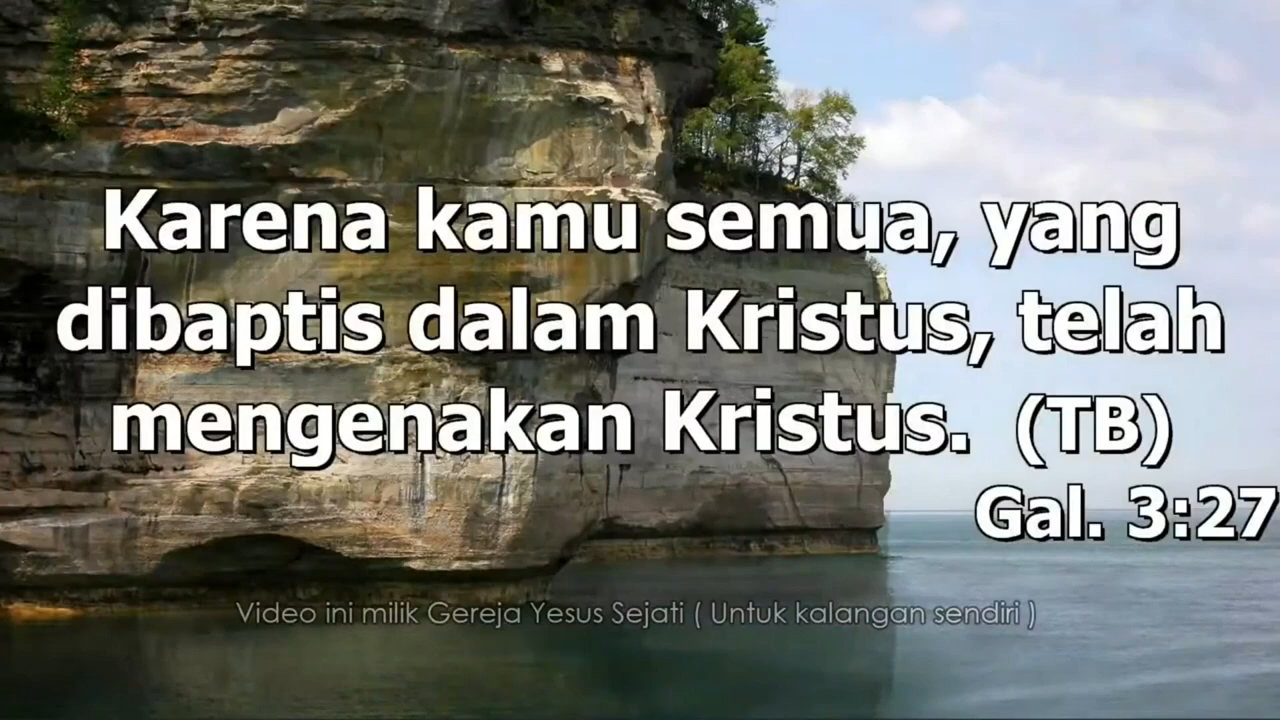 Karena kamu semua, yang
dibaptis dalam Kristus, telah
mengenakan Kristus. (TB)
Gal. 3:27
Video ini milik Gereja Yesus Sejati ( Untuk kalangan sendiri )